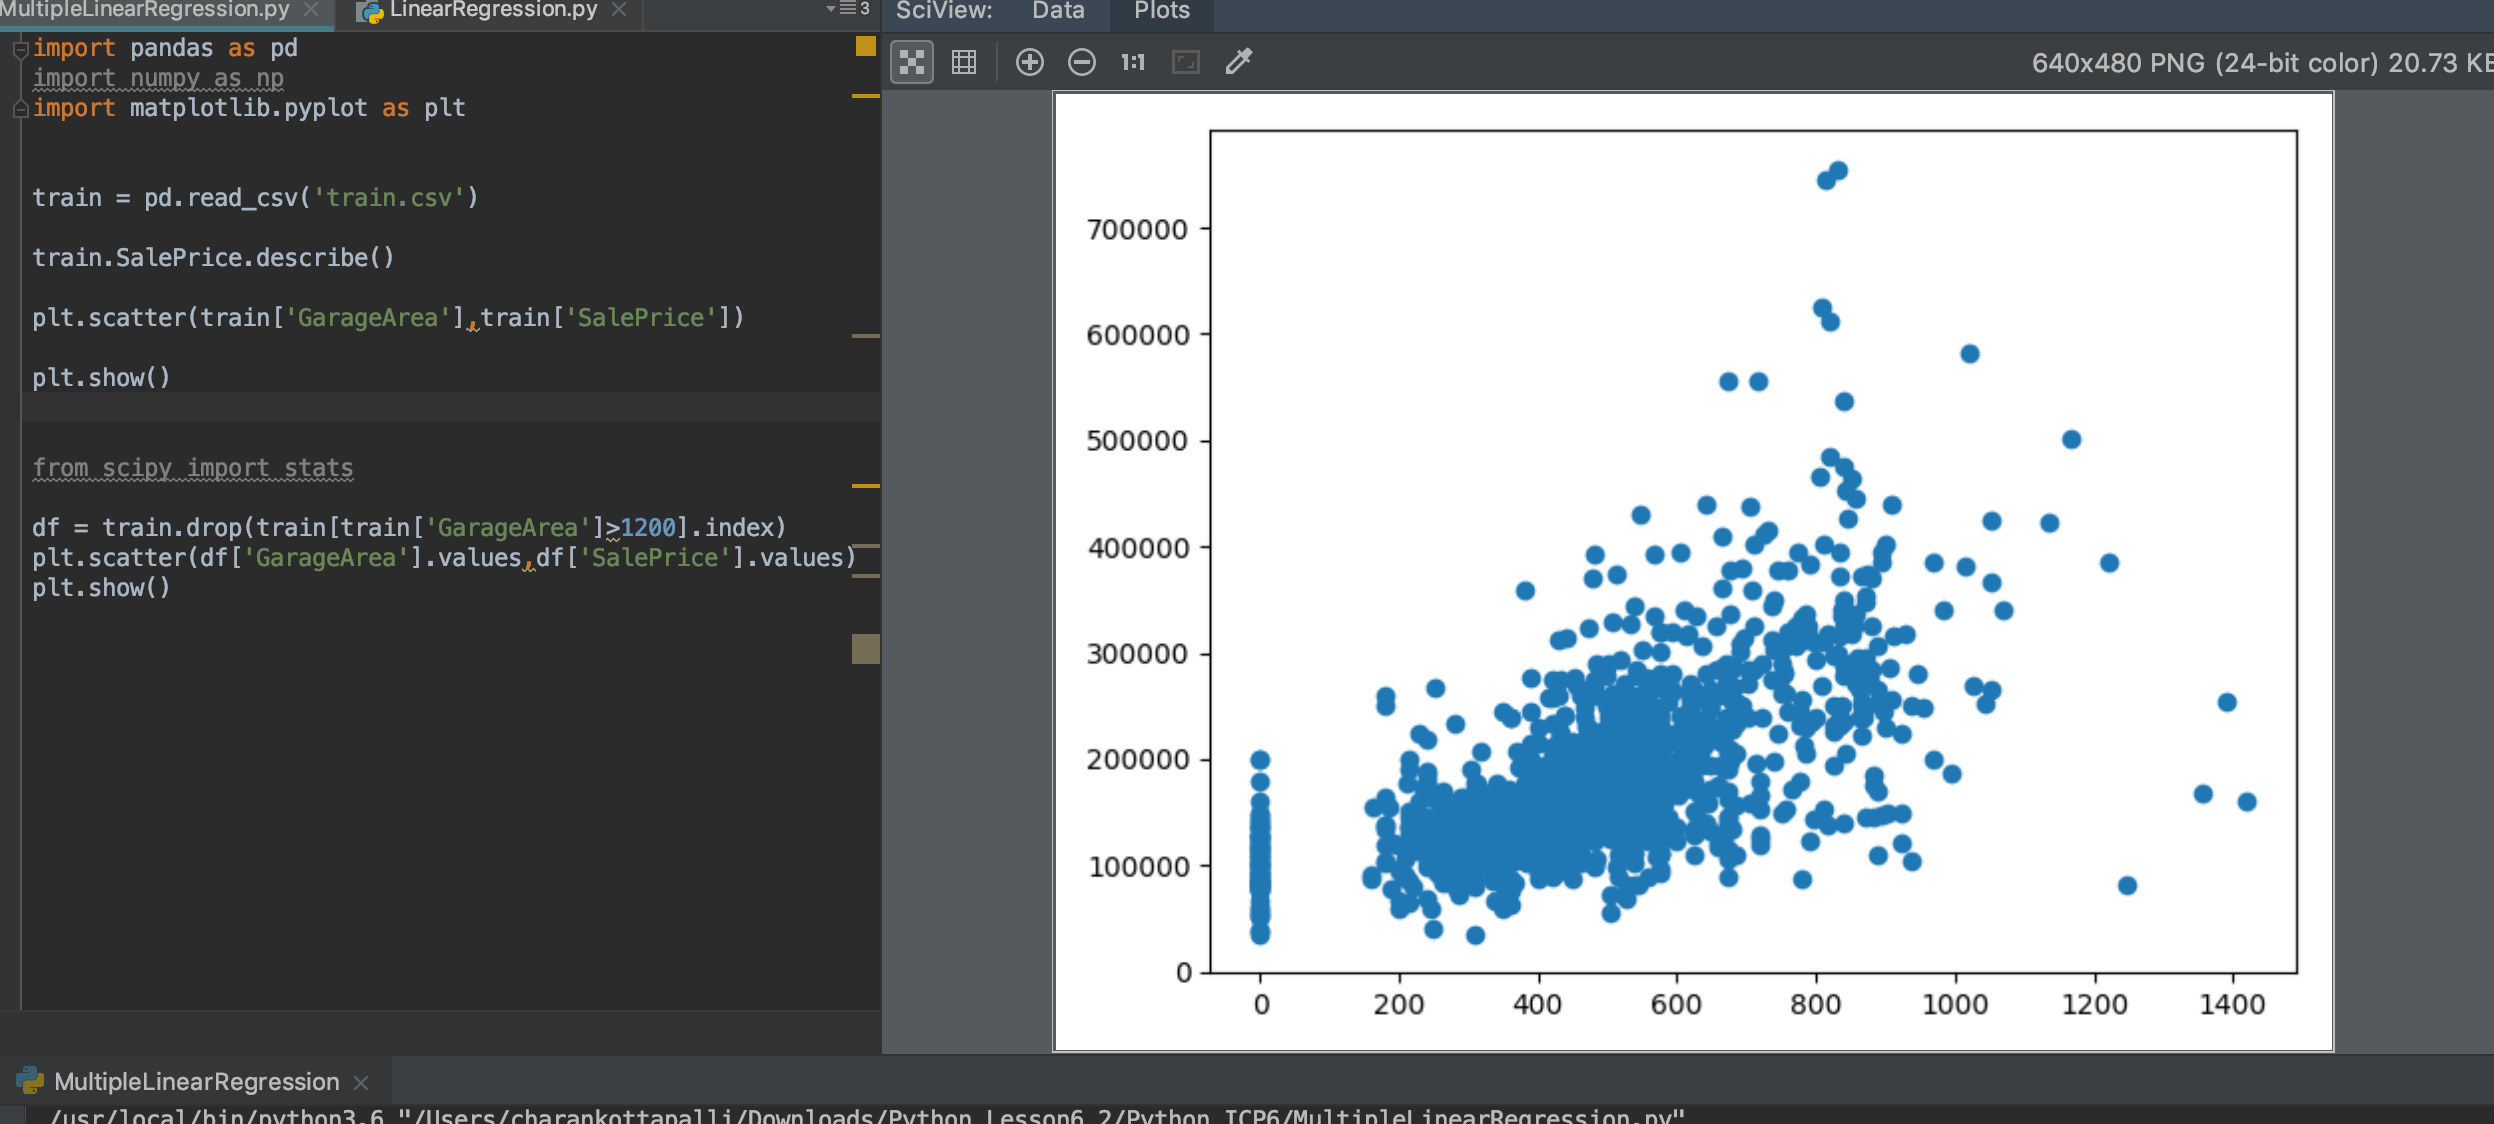 MultipleLinearRegression.py
LinearRegression.py
3
SciView:
Data
Plots
import pandas as pd
import numpy as np
import matplotlib.pyplot as plt
train = pd.read_csv('train.csv')
train.SalePrice.describe()
plt.scatter(train['GarageArea'],train['SalePrice'])
plt.show()
from scipy import stats
df = train.drop(train[train['GarageArea']>1200].index)
plt.scatter(df['GarageArea'].values,df['SalePrice'].values)
plt.show()
1:1
640x480 PNG (24-bit color) 20.73 KB
700000
600000
500000
400000
300000
200000
100000
0
0 200 400 600 800 1000 1200 1400
MultipleLinearRegression
/usr/local/bin/python3.6 "/Users/charankottapalli/Downloads/Python_Lesson6_2/Python_ICP6/MultipleLinearRegression.py"